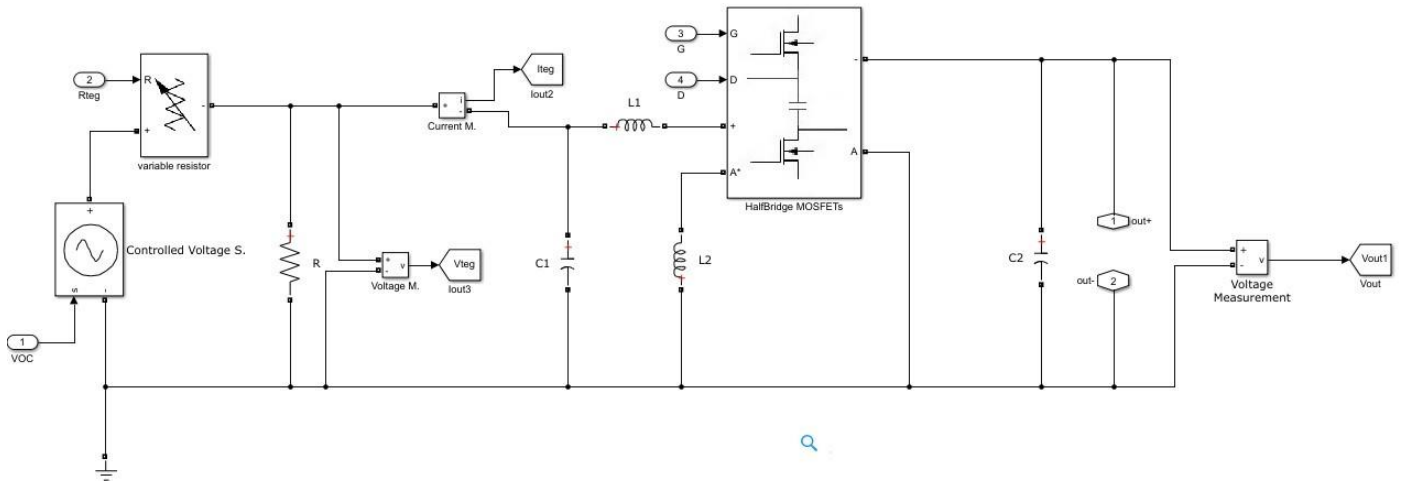 2
Rteg
R
-
+
variable resistor
+
Controlled Voltage S.
s
-
1
VOC
R
+
i
-
Current M.
Iteg
Iout2
+
-
v
Voltage M.
Vteg
Iout3
C1
L1
L2
3
G
4
D
G
D
+
A*
-
A
HalfBridge MOSFETs
C2
1
out+
out-
2
+
-
v
Voltage
Measurement
Vout1
Vout